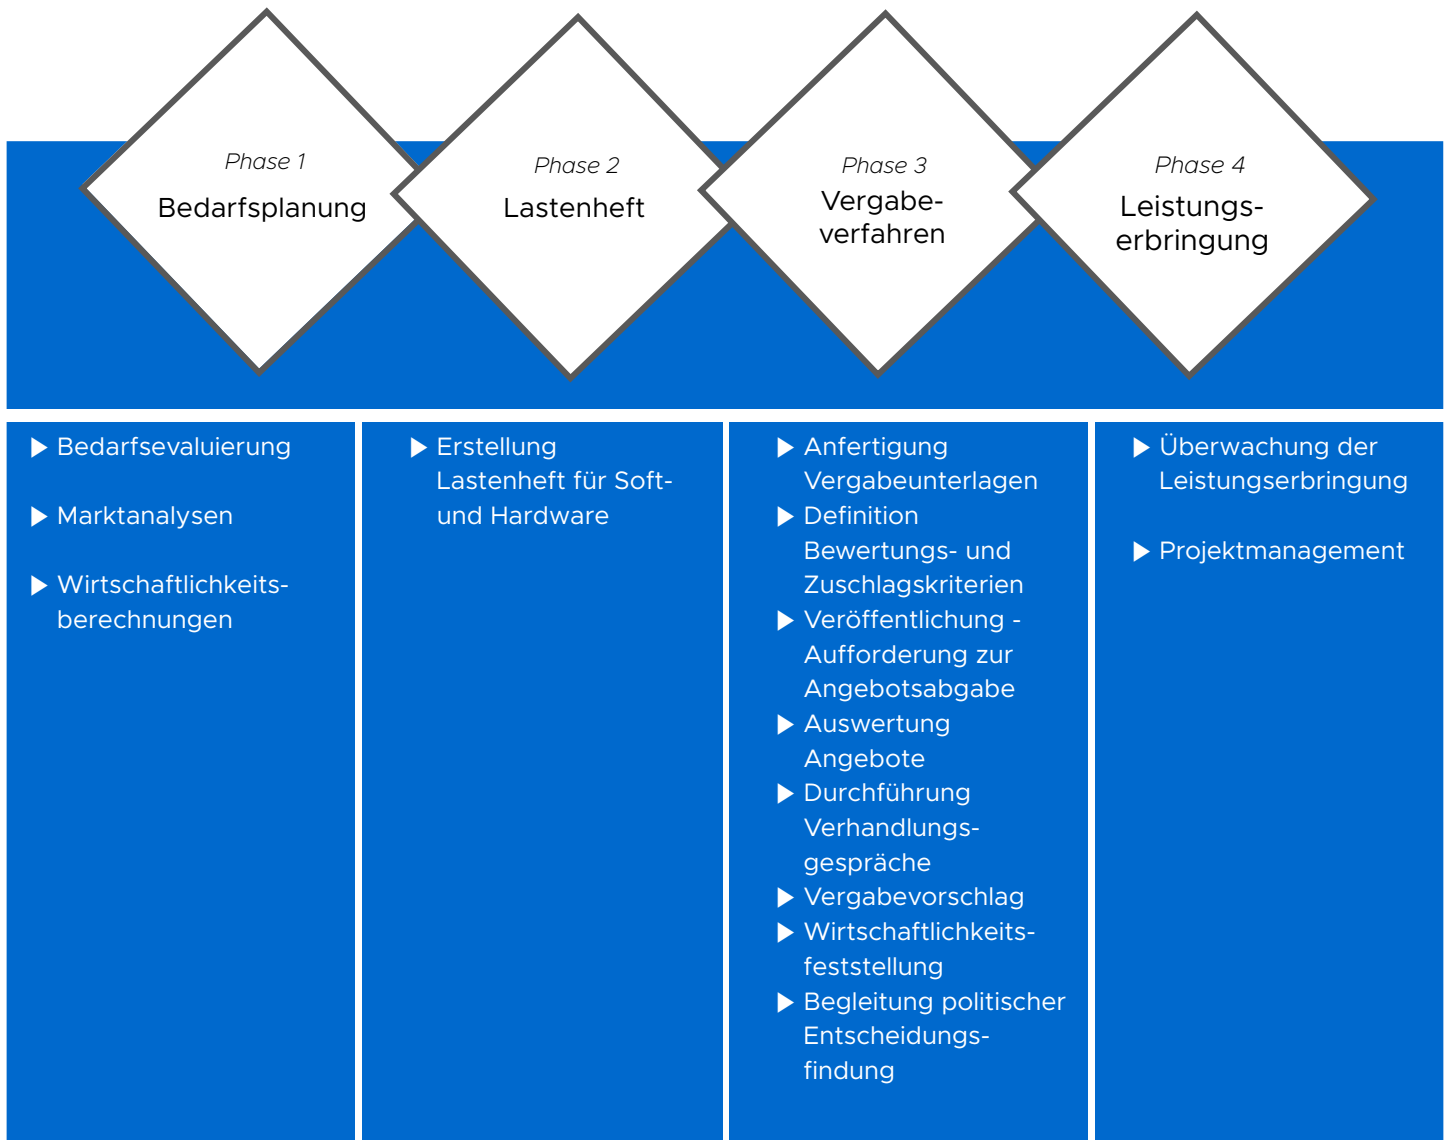 Phase 1
Bedarfsplanung
Phase 2
Lastenheft
Phase 3
Vergabe-
verfahren
Phase 4
Leistungs-
erbringung
Bedarfsevaluierung
Marktanalysen
Wirtschaftlichkeits-
berechnungen
Erstellung
Lastenheft für Soft-
und Hardware
Anfertigung
Vergabeunterlagen
Definition
Bewertungs- und
Zuschlagskriterien
Veröffentlichung -
Aufforderung zur
Angebotsabgabe
Auswertung
Angebote
Durchführung
Verhandlungs-
gespräche
Vergabevorschlag
Wirtschaftlichkeits-
feststellung
Begleitung politischer
Entscheidungs-
findung
Überwachung der
Leistungserbringung
Projektmanagement